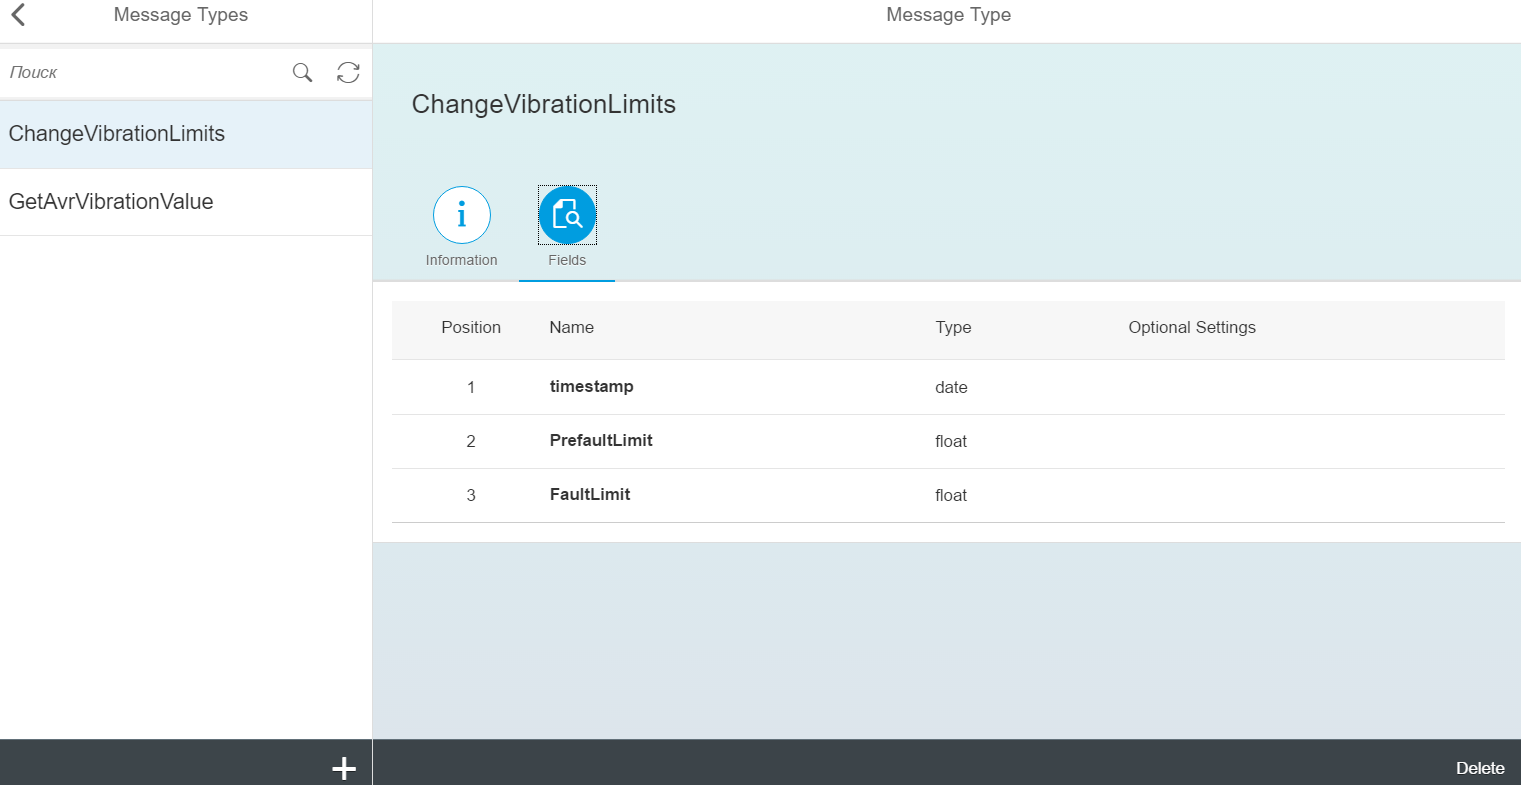 Message Types
Message Type
Поиск
ChangeVibrationLimits
GetAvrVibrationValue
ChangeVibrationLimits
Information
Fields
Position Name Type Optional Settings
1 timestamp date
2 PrefaultLimit float
3 FaultLimit float
Delete